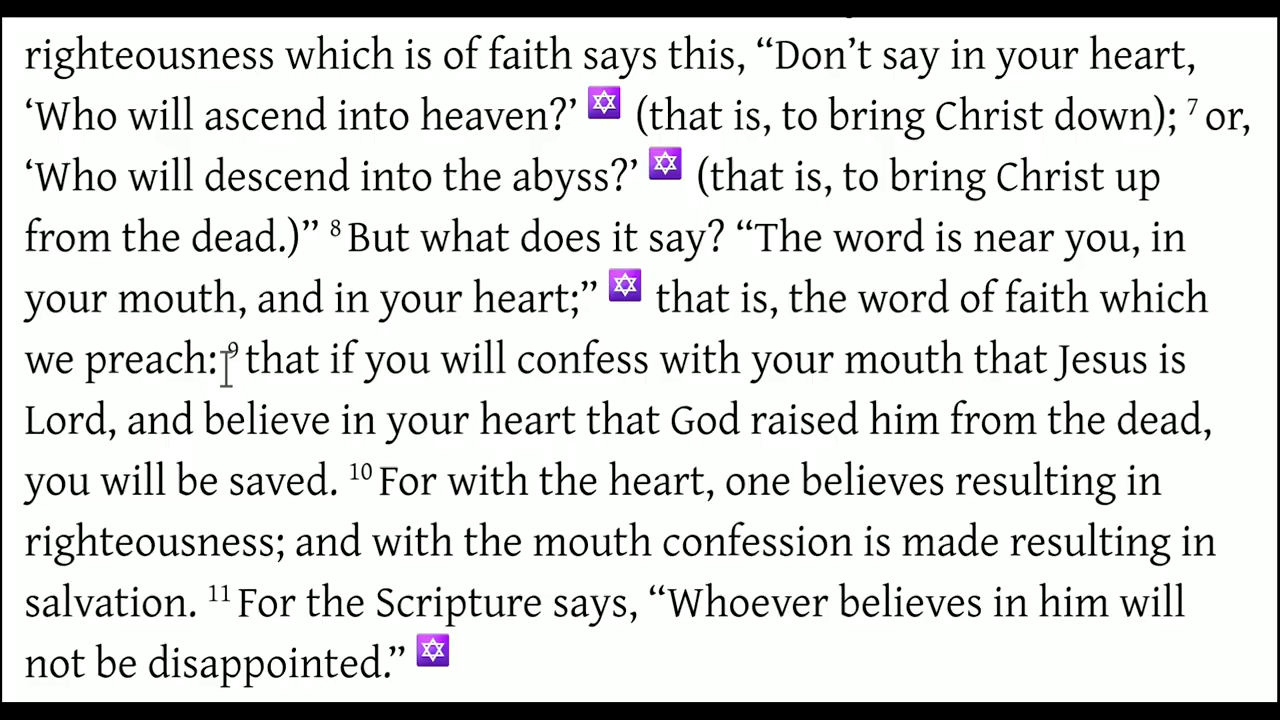 righteousness which is of faith says this, “Don’t say in your heart,
‘Who will ascend into heaven?’ ✡ (that is, to bring Christ down); 7 or,
‘Who will descend into the abyss?’ ✡ (that is, to bring Christ up
from the dead.)” 8 But what does it say? “The word is near you, in
your mouth, and in your heart;” ✡ that is, the word of faith which
we preach: 9 that if you will confess with your mouth that Jesus is
Lord, and believe in your heart that God raised him from the dead,
you will be saved. 10 For with the heart, one believes resulting in
righteousness; and with the mouth confession is made resulting in
salvation. 11 For the Scripture says, “Whoever believes in him will
not be disappointed.” ✡